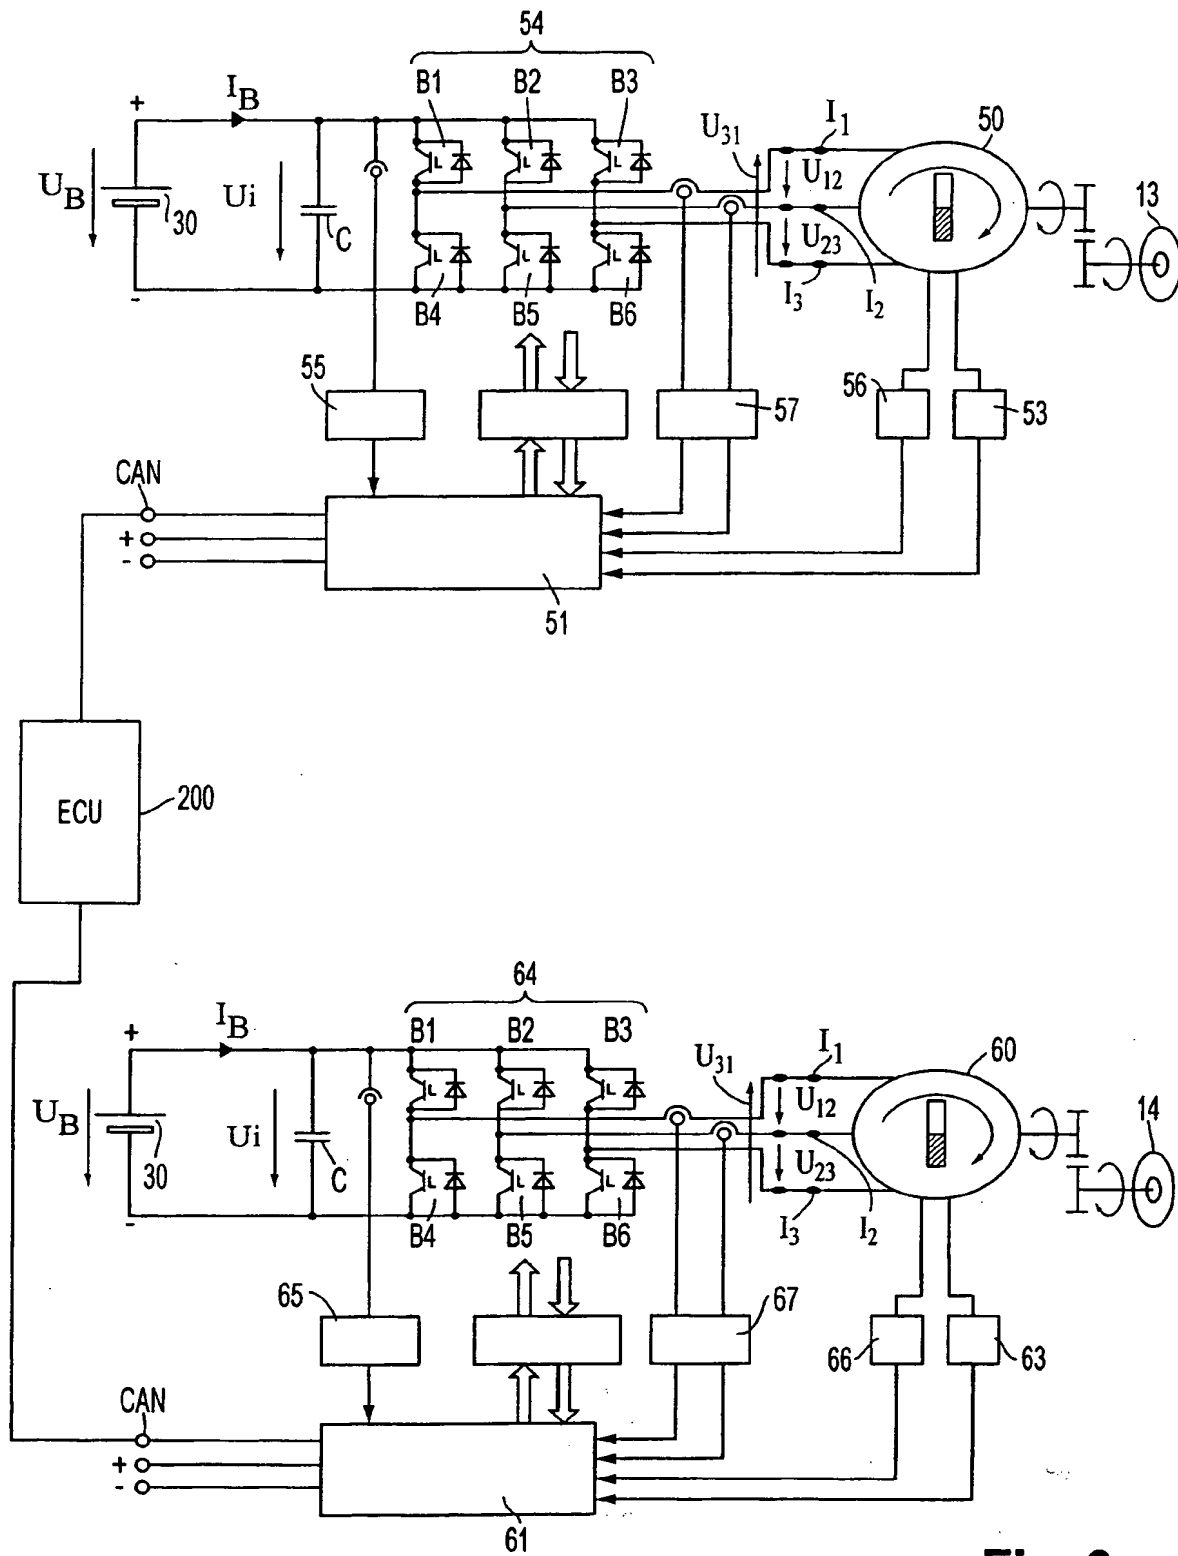 54
B1 B2 B3
+ I_B
U_31 I_1 50
U_B 30 Ui C
U_12
U_23
13
- B4 B5 B6
I_3 I_2
55 57 56 53
CAN
+
-
51
ECU 200
64
B1 B2 B3
+ I_B
U_31 I_1 60
U_B 30 Ui C
U_12
U_23
14
- B4 B5 B6
I_3 I_2
65 67 66 63
CAN
+
-
61